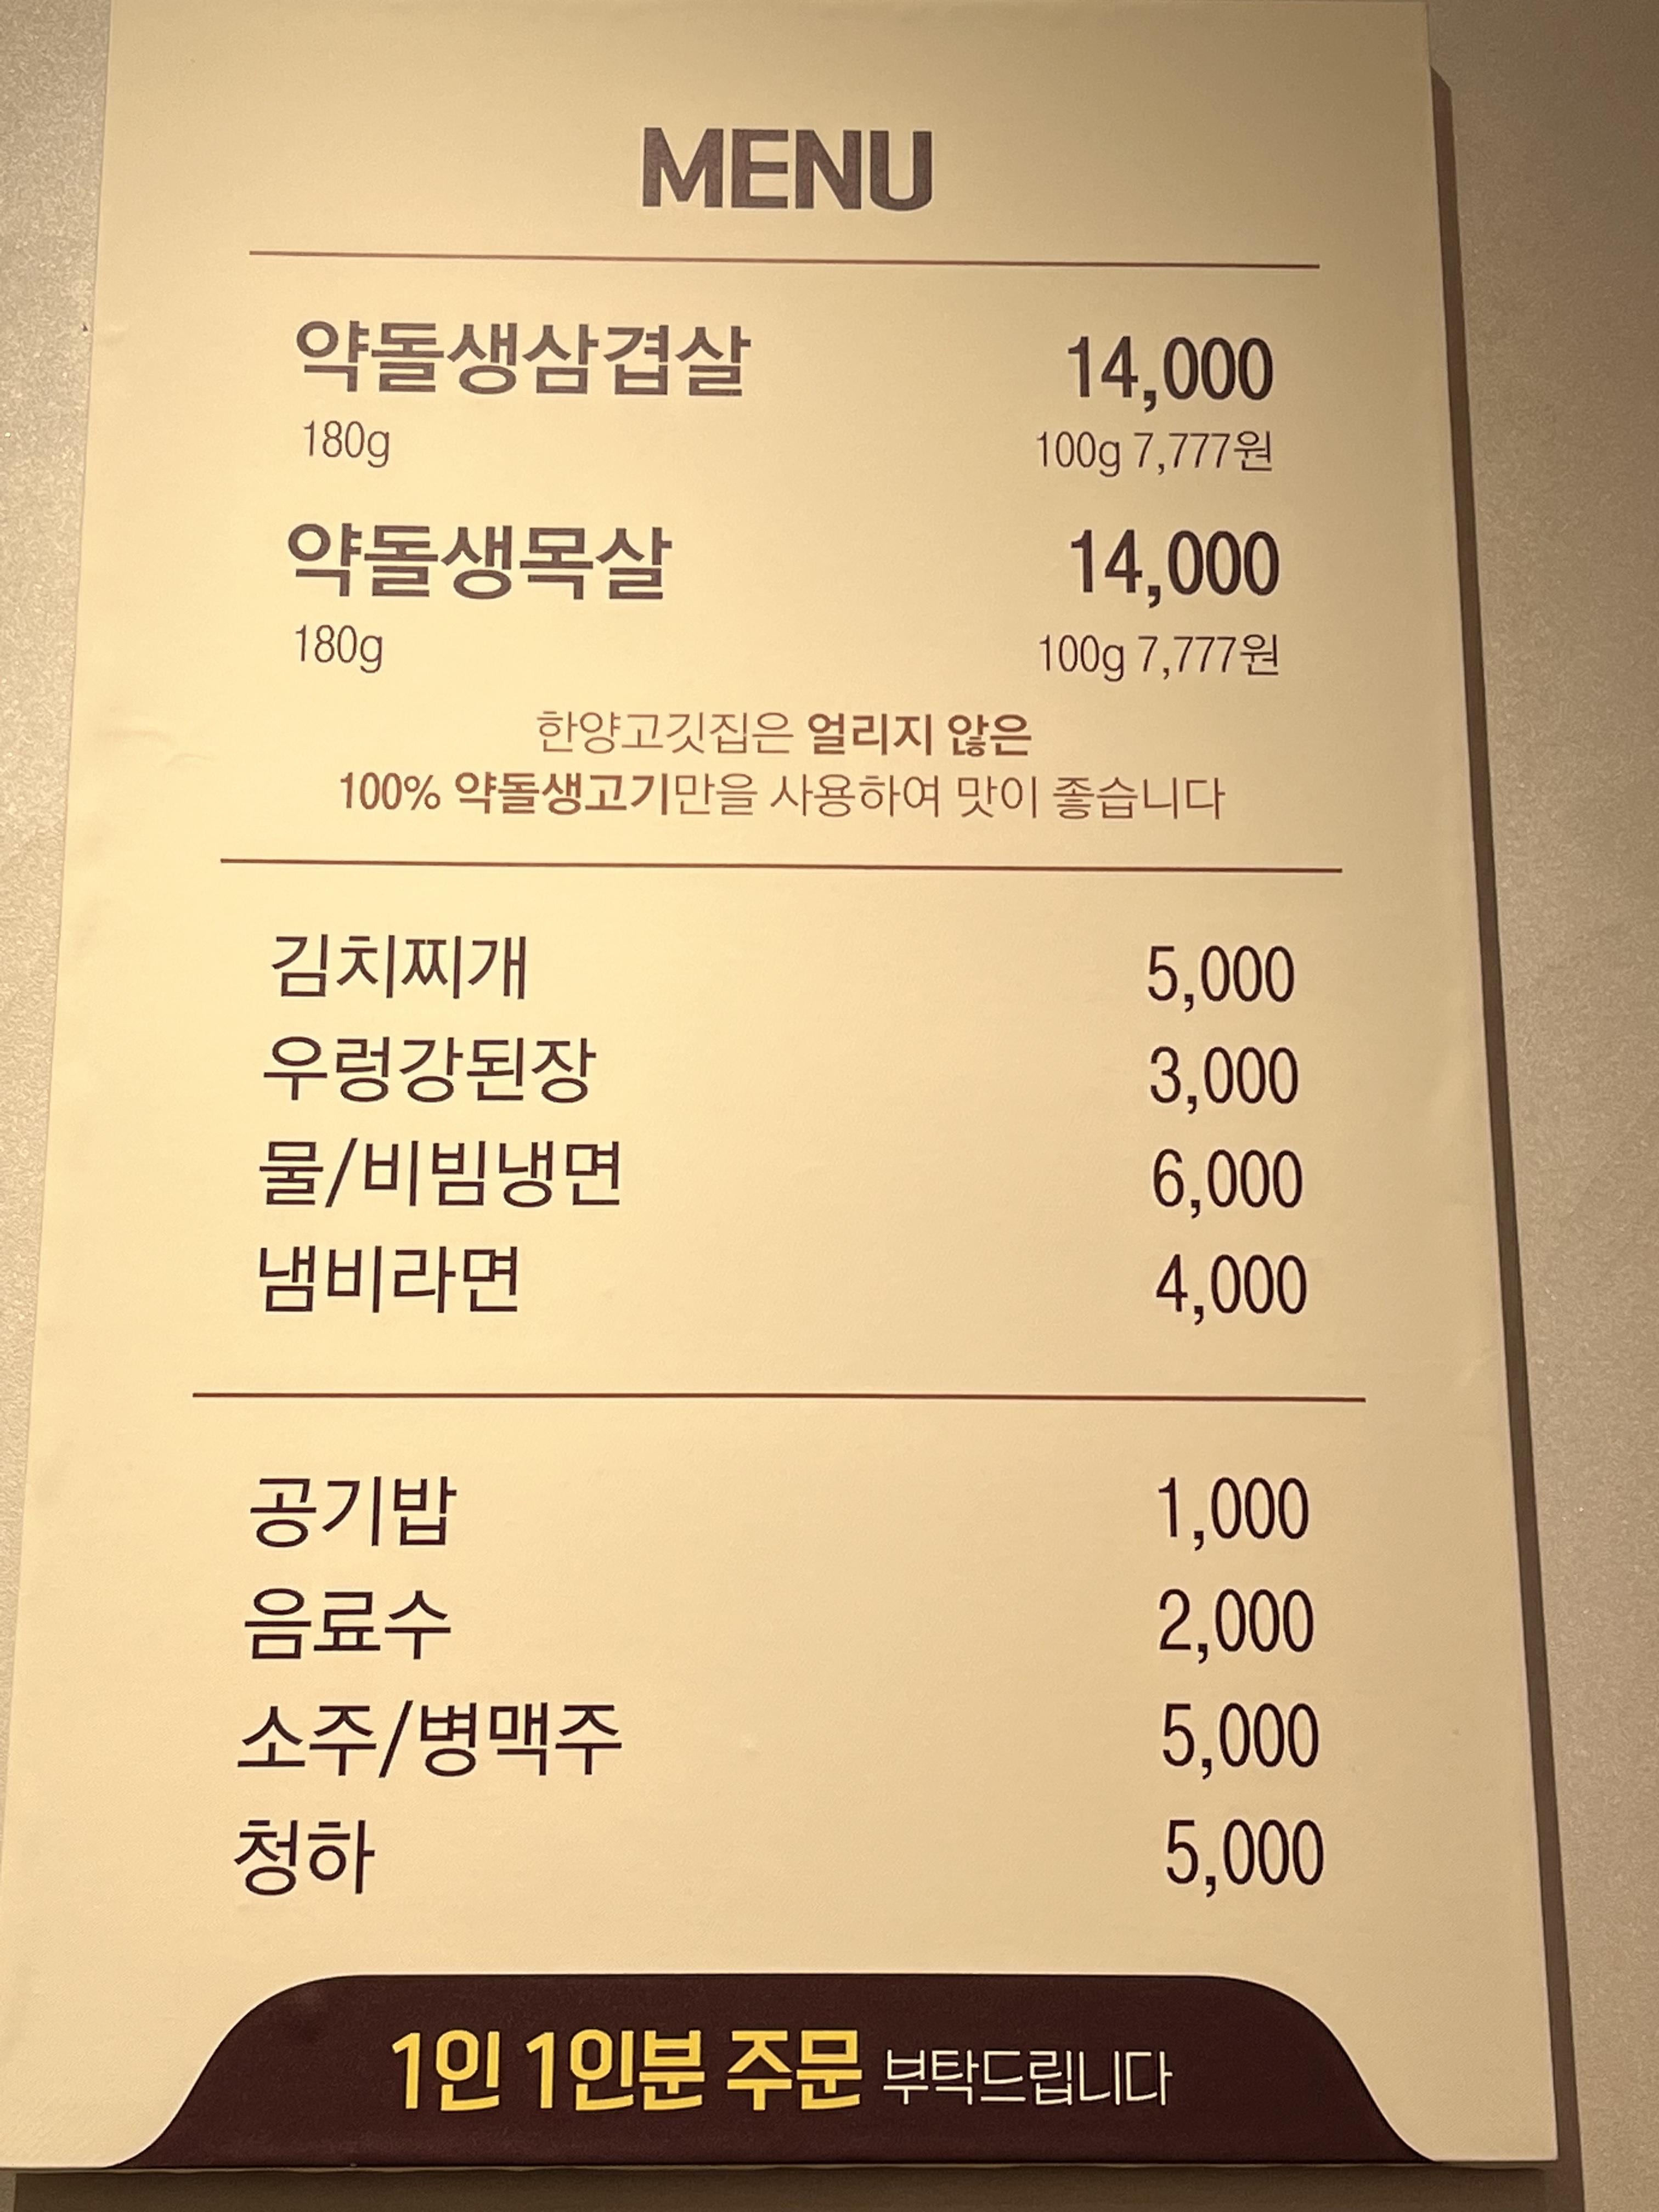 MENU
약돌생삼겹살 14,000
180g 100g 7,777원
약돌생목살 14,000
180g 100g 7,777원
한양고깃집은 얼리지 않은
100% 약돌생고기만을 사용하여 맛이 좋습니다
김치찌개 5,000
우렁강된장 3,000
물/비빔냉면 6,000
냄비라면 4,000
공기밥 1,000
음료수 2,000
소주/병맥주 5,000
청하 5,000
1인 1인분 주문 부탁드립니다